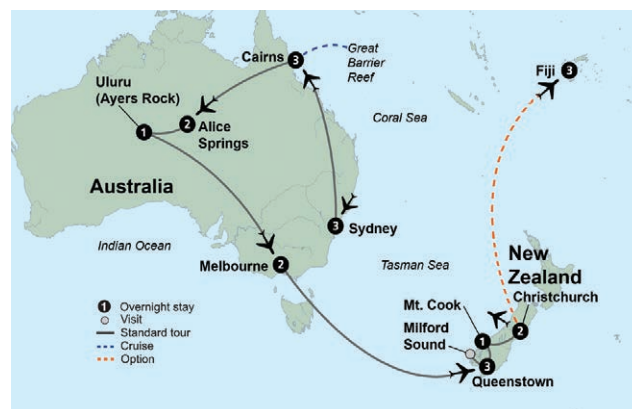 Cairns
3
Great
Barrier
Reef
Fiji
3
Uluru
(Ayers Rock)
1
2
Alice
Springs
Coral Sea
Australia
3
Sydney
Indian Ocean
Melbourne
2
Tasman Sea
New
Zealand
Christchurch
Mt. Cook
2
1
Milford
Sound
3
Queenstown
1 Overnight stay
Visit
Standard tour
Cruise
Option